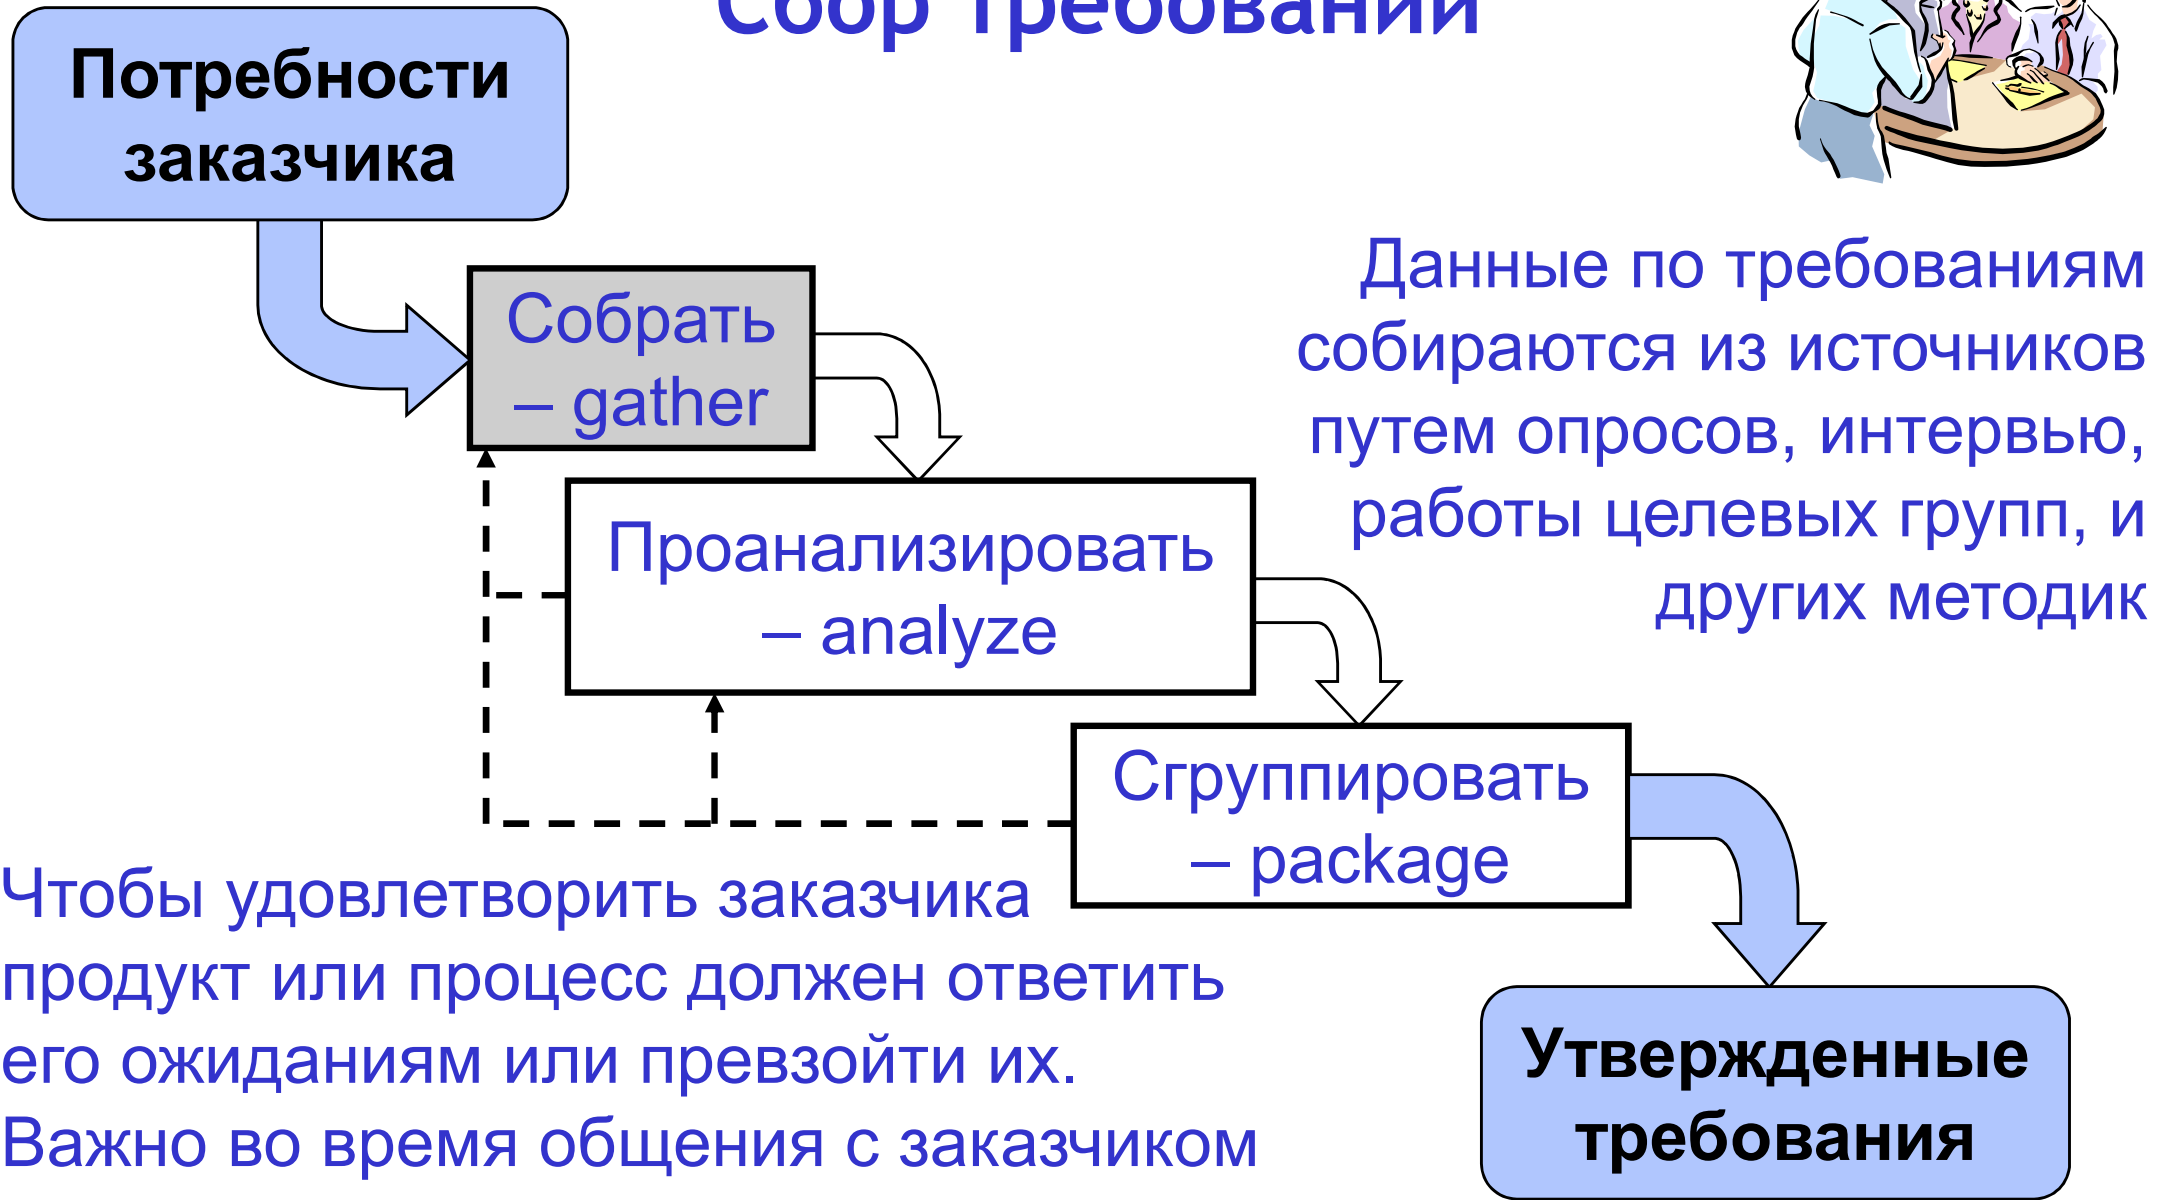 Сбор требований
Потребности
заказчика
Данные по требованиям
собираются из источников
путем опросов, интервью,
работы целевых групп, и
других методик
Собрать
– gather
Проанализировать
– analyze
Сгруппировать
– package
Чтобы удовлетворить заказчика
продукт или процесс должен ответить
его ожиданиям или превзойти их.
Важно во время общения с заказчиком
Утвержденные
требования